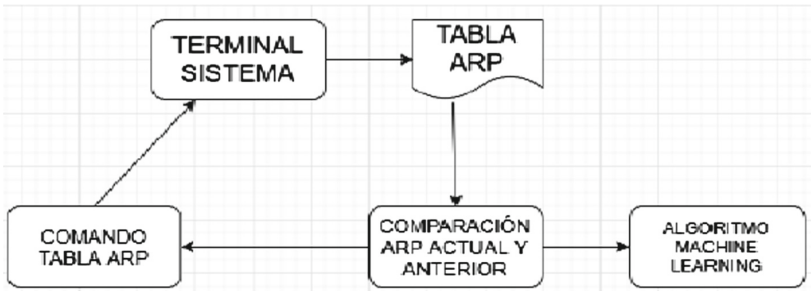 TERMINAL
SISTEMA
TABLA
ARP
COMANDO
TABLA ARP
COMPARACIÓN
ARP ACTUAL Y
ANTERIOR
ALGORITMO
MACHINE
LEARNING